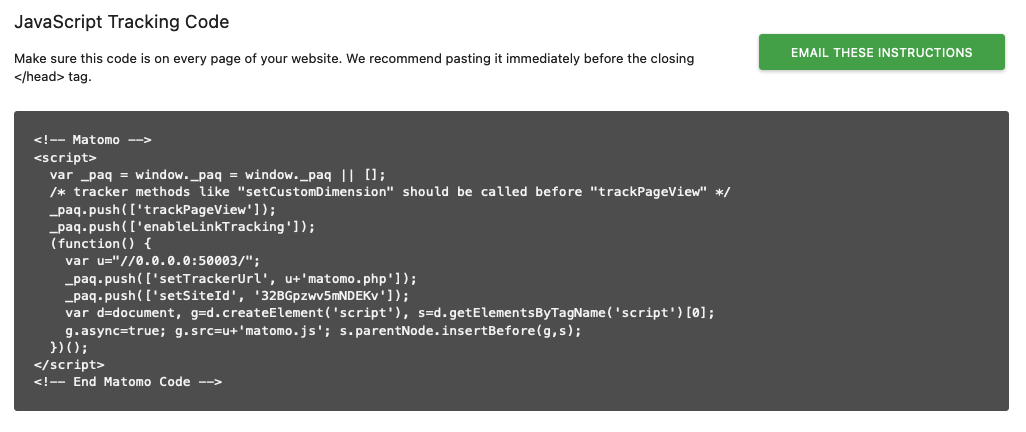 JavaScript Tracking Code
Make sure this code is on every page of your website. We recommend pasting it immediately before the closing
</head> tag.
EMAIL THESE INSTRUCTIONS
<!-- Matomo -->
<script>
  var _paq = window._paq = window._paq || [];
  /* tracker methods like "setCustomDimension" should be called before "trackPageView" */
  _paq.push(['trackPageView']);
  _paq.push(['enableLinkTracking']);
  (function() {
    var u="//0.0.0.0:50003/";
    _paq.push(['setTrackerUrl', u+'matomo.php']);
    _paq.push(['setSiteId', '32BGpzwv5mNDEKv']);
    var d=document, g=d.createElement('script'), s=d.getElementsByTagName('script')[0];
    g.async=true; g.src=u+'matomo.js'; s.parentNode.insertBefore(g,s);
  })();
</script>
<!-- End Matomo Code -->